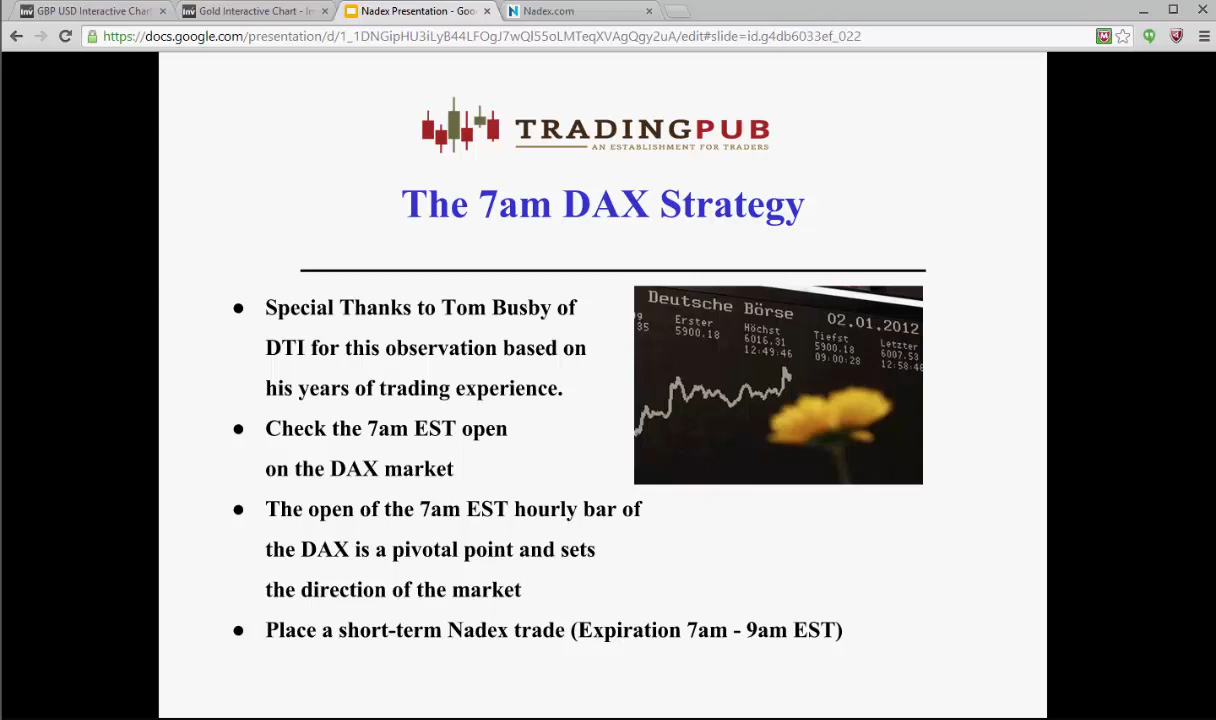 GBP USD Interactive Chart
Gold Interactive Chart - In
Nadex Presentation - Goo
Nadex.com
https://docs.google.com/presentation/d/1_1DNGipHU3iLyB44LFOgJ7wQl55oLMTeqXVAgQgy2uA/edit#slide=id.g4db6033ef_022
TRADINGPUB
AN ESTABLISHMENT FOR TRADERS
The 7am DAX Strategy
● Special Thanks to Tom Busby of
DTI for this observation based on
his years of trading experience.
● Check the 7am EST open
on the DAX market
● The open of the 7am EST hourly bar of
the DAX is a pivotal point and sets
the direction of the market
● Place a short-term Nadex trade (Expiration 7am - 9am EST)
Deutsche Börse 02.01.2012
Erster Höchst Tiefst Letzter
5900.18 6016.31 5900.18 6007.53
12:49:46 09:00:28 12:58:46